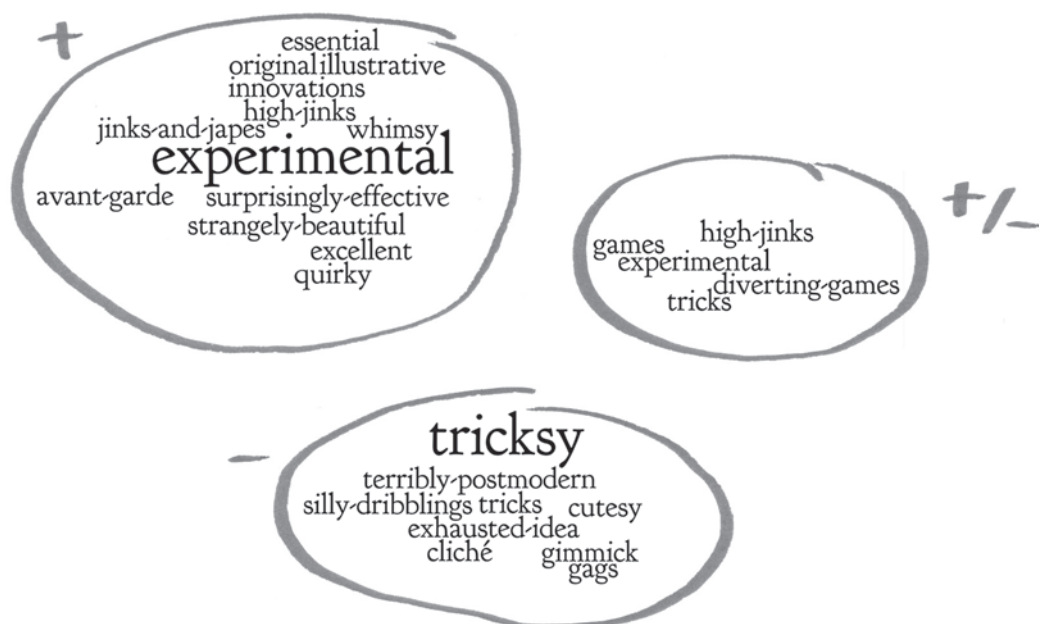 +
essential
original illustrative
innovations
high-jinks
jinks-and-japes whimsy
experimental
avant-garde surprisingly-effective
strangely-beautiful
excellent
quirky
+/-
high-jinks
games
experimental
diverting-games
tricks
-
tricksy
terribly-postmodern
silly-dribblings tricks cutesy
exhausted-idea
cliché gimmick
gags